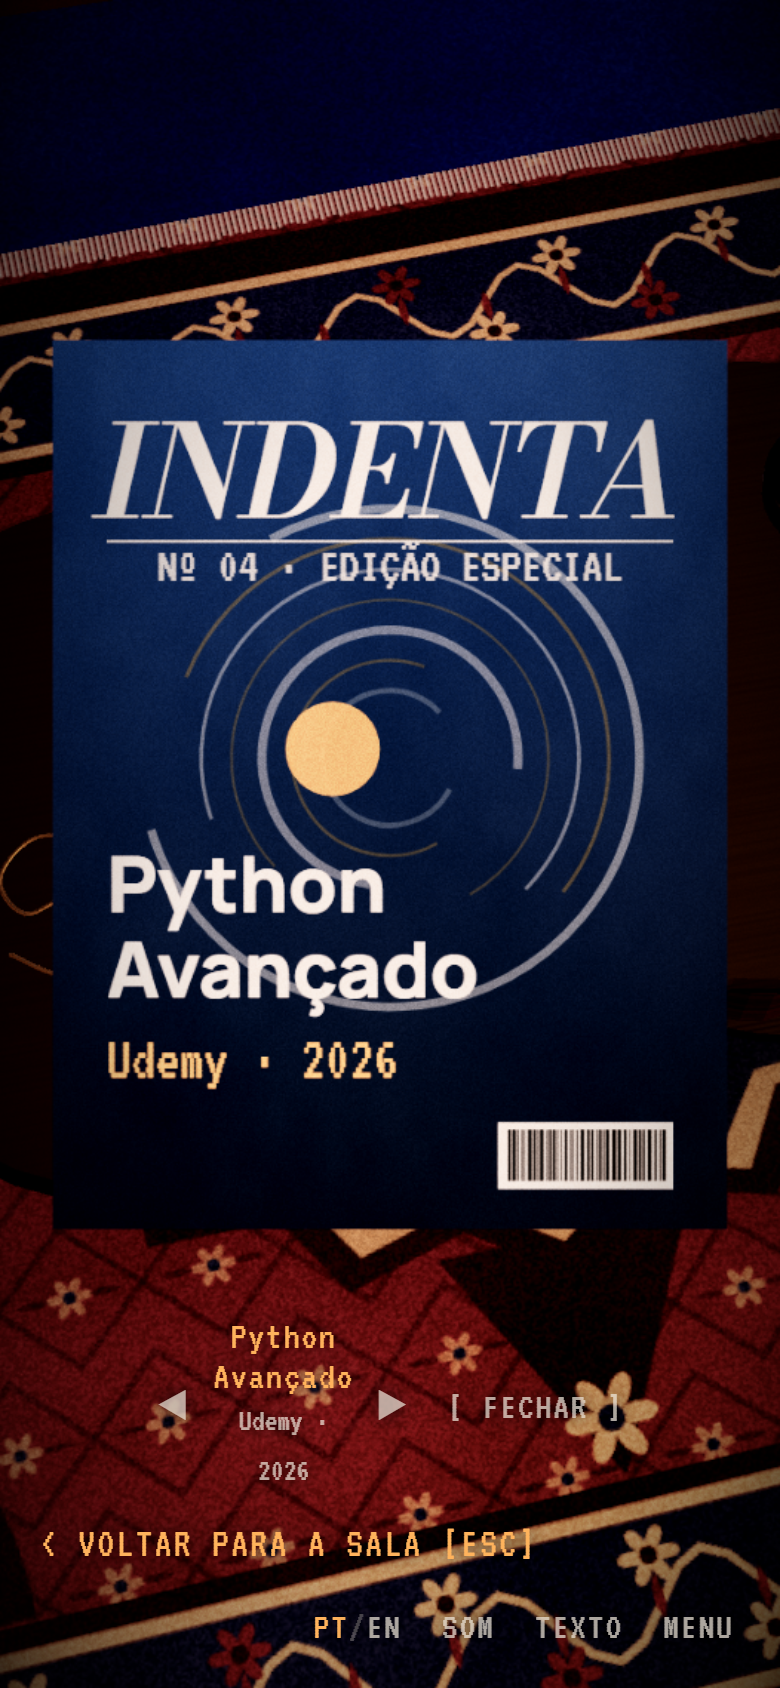 INDENTA
Nº 04 · EDIÇÃO ESPECIAL
Python
Avançado
Udemy · 2026
Python
Avançado
Udemy ·
2026
[ FECHAR ]
‹ VOLTAR PARA A SALA [ESC]
PT/EN SOM TEXTO MENU